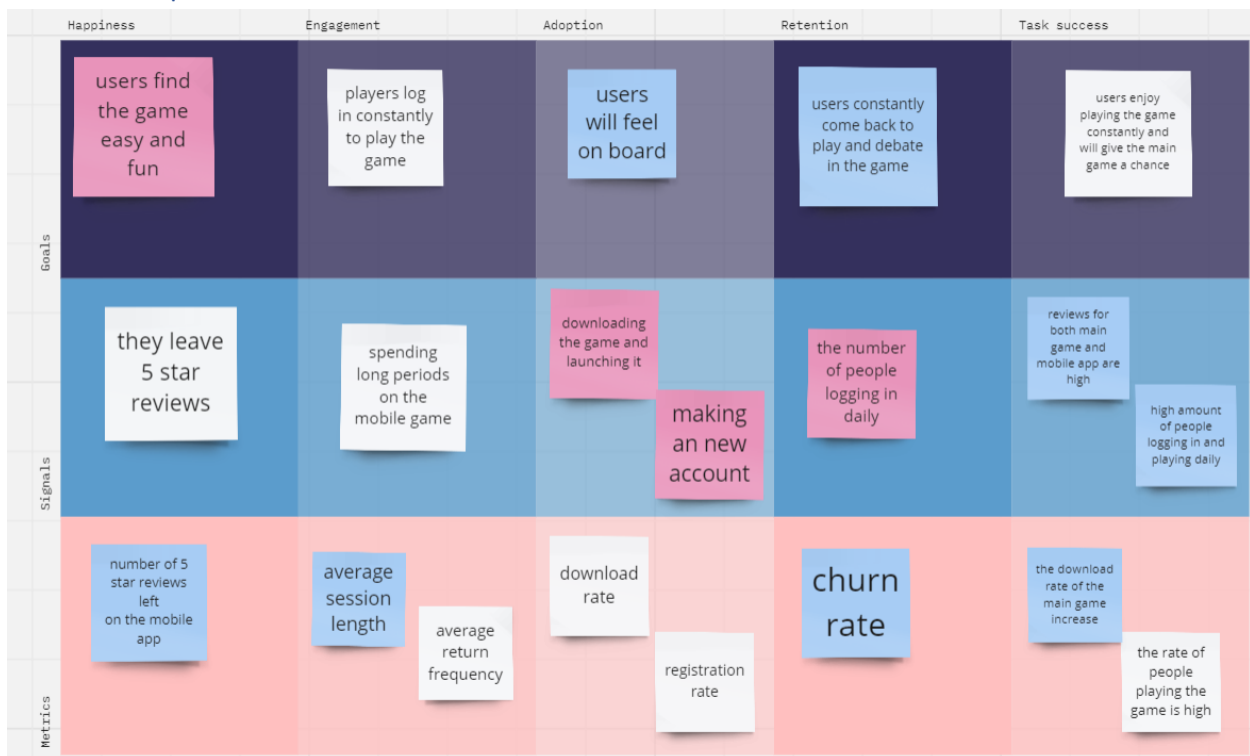 Happiness
Engagement
Adoption
Retention
Task success
Goals
users find
the game
easy and
fun
players log
in constantly
to play the
game
users
will feel
on board
users constantly
come back to
play and debate
in the game
users enjoy
playing the game
constantly and
will give the main
game a chance
Signals
they leave
5 star
reviews
spending
long periods
on the
mobile game
downloading
the game and
launching it
making
an new
account
the number
of people
logging in
daily
reviews for
both main
game and
mobile app are
high
high amount
of people
logging in and
playing daily
Metrics
number of 5
star reviews
left
on the mobile
app
average
session
length
average
return
frequency
download
rate
registration
rate
churn
rate
the download
rate of the
main game
increase
the rate of
people
playing the
game is high